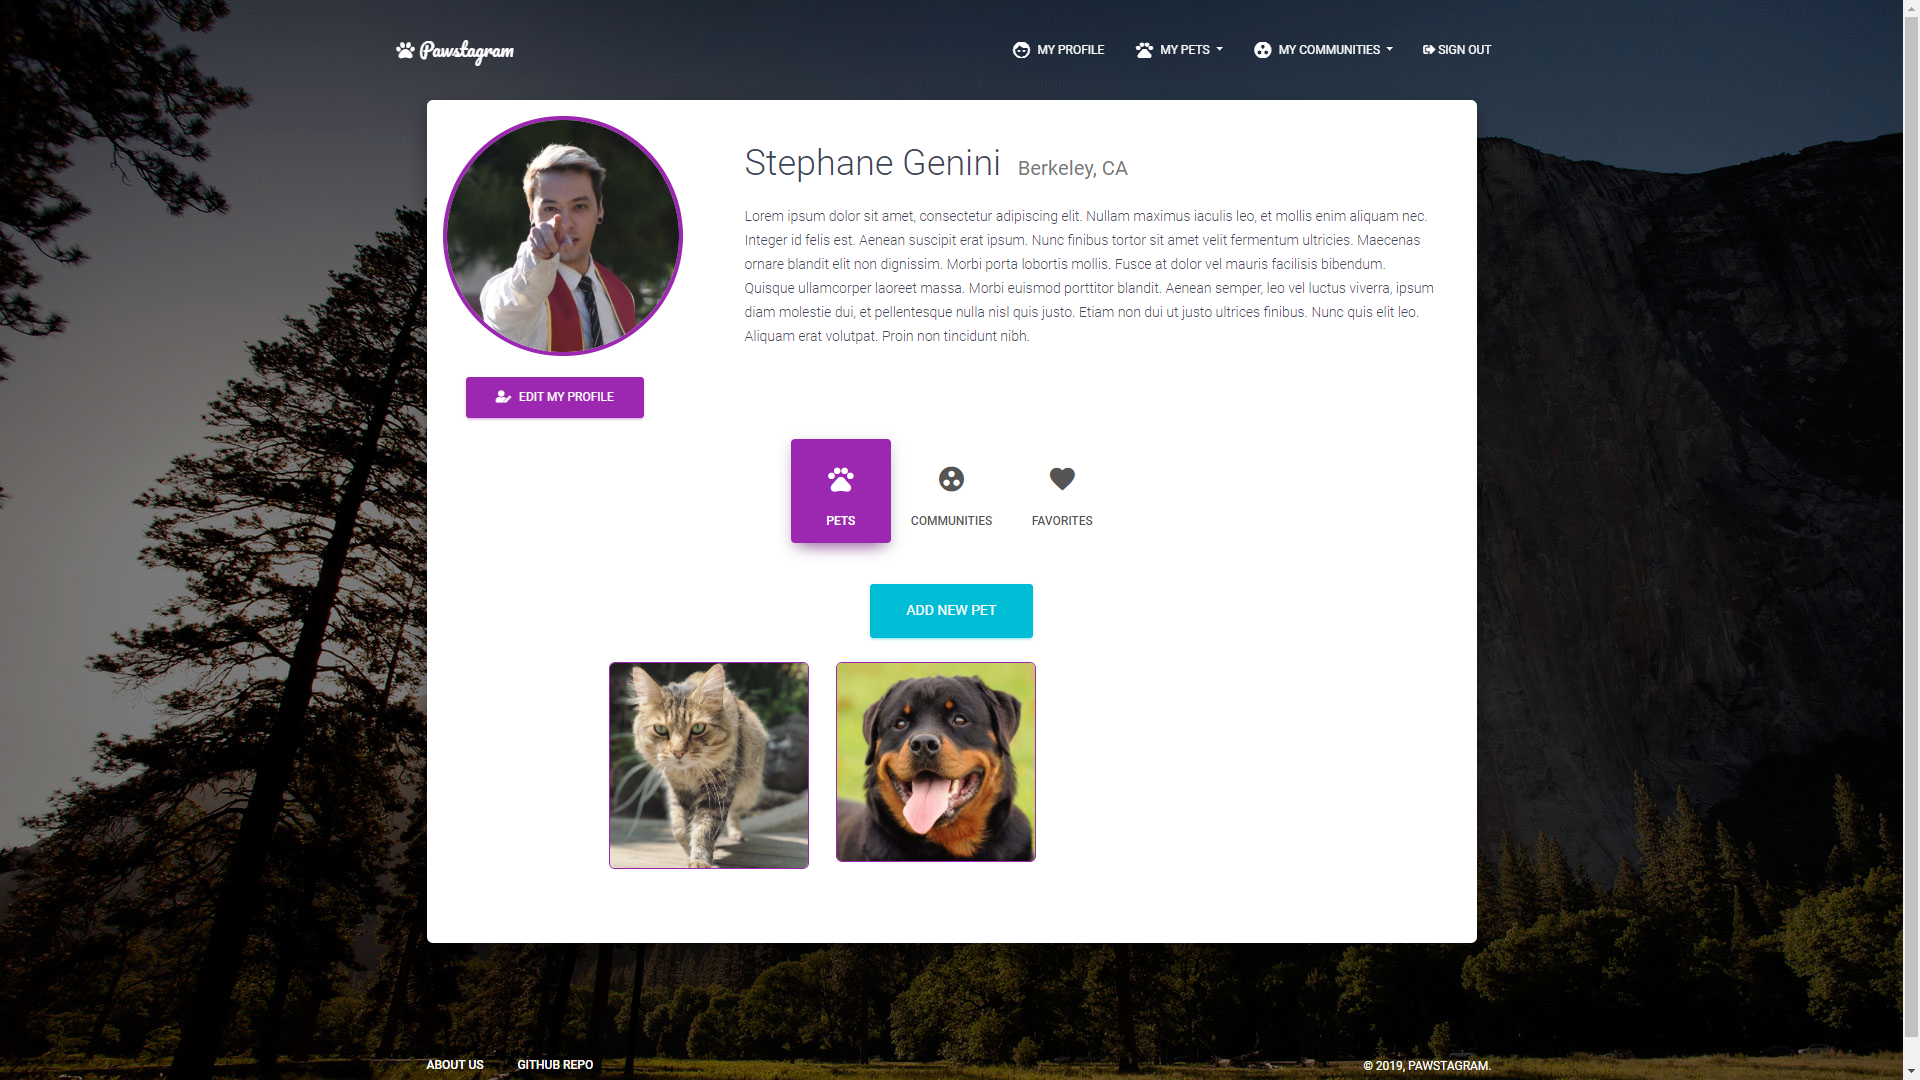 Pawstagram
MY PROFILE
MY PETS
MY COMMUNITIES
SIGN OUT
Stephane Genini Berkeley, CA
Lorem ipsum dolor sit amet, consectetur adipiscing elit. Nullam maximus iaculis leo, et mollis enim aliquam nec.
Integer id felis est. Aenean suscipit erat ipsum. Nunc finibus tortor sit amet velit fermentum ultricies. Maecenas
ornare blandit elit non dignissim. Morbi porta lobortis mollis. Fusce at dolor vel mauris facilisis bibendum.
Quisque ullamcorper laoreet massa. Morbi euismod porttitor blandit. Aenean semper, leo vel luctus viverra, ipsum
diam molestie dui, et pellentesque nulla nisl quis justo. Etiam non dui ut justo ultrices finibus. Nunc quis elit leo.
Aliquam erat volutpat. Proin non tincidunt nibh.
EDIT MY PROFILE
PETS
COMMUNITIES
FAVORITES
ADD NEW PET
ABOUT US
GITHUB REPO
© 2019, PAWSTAGRAM.